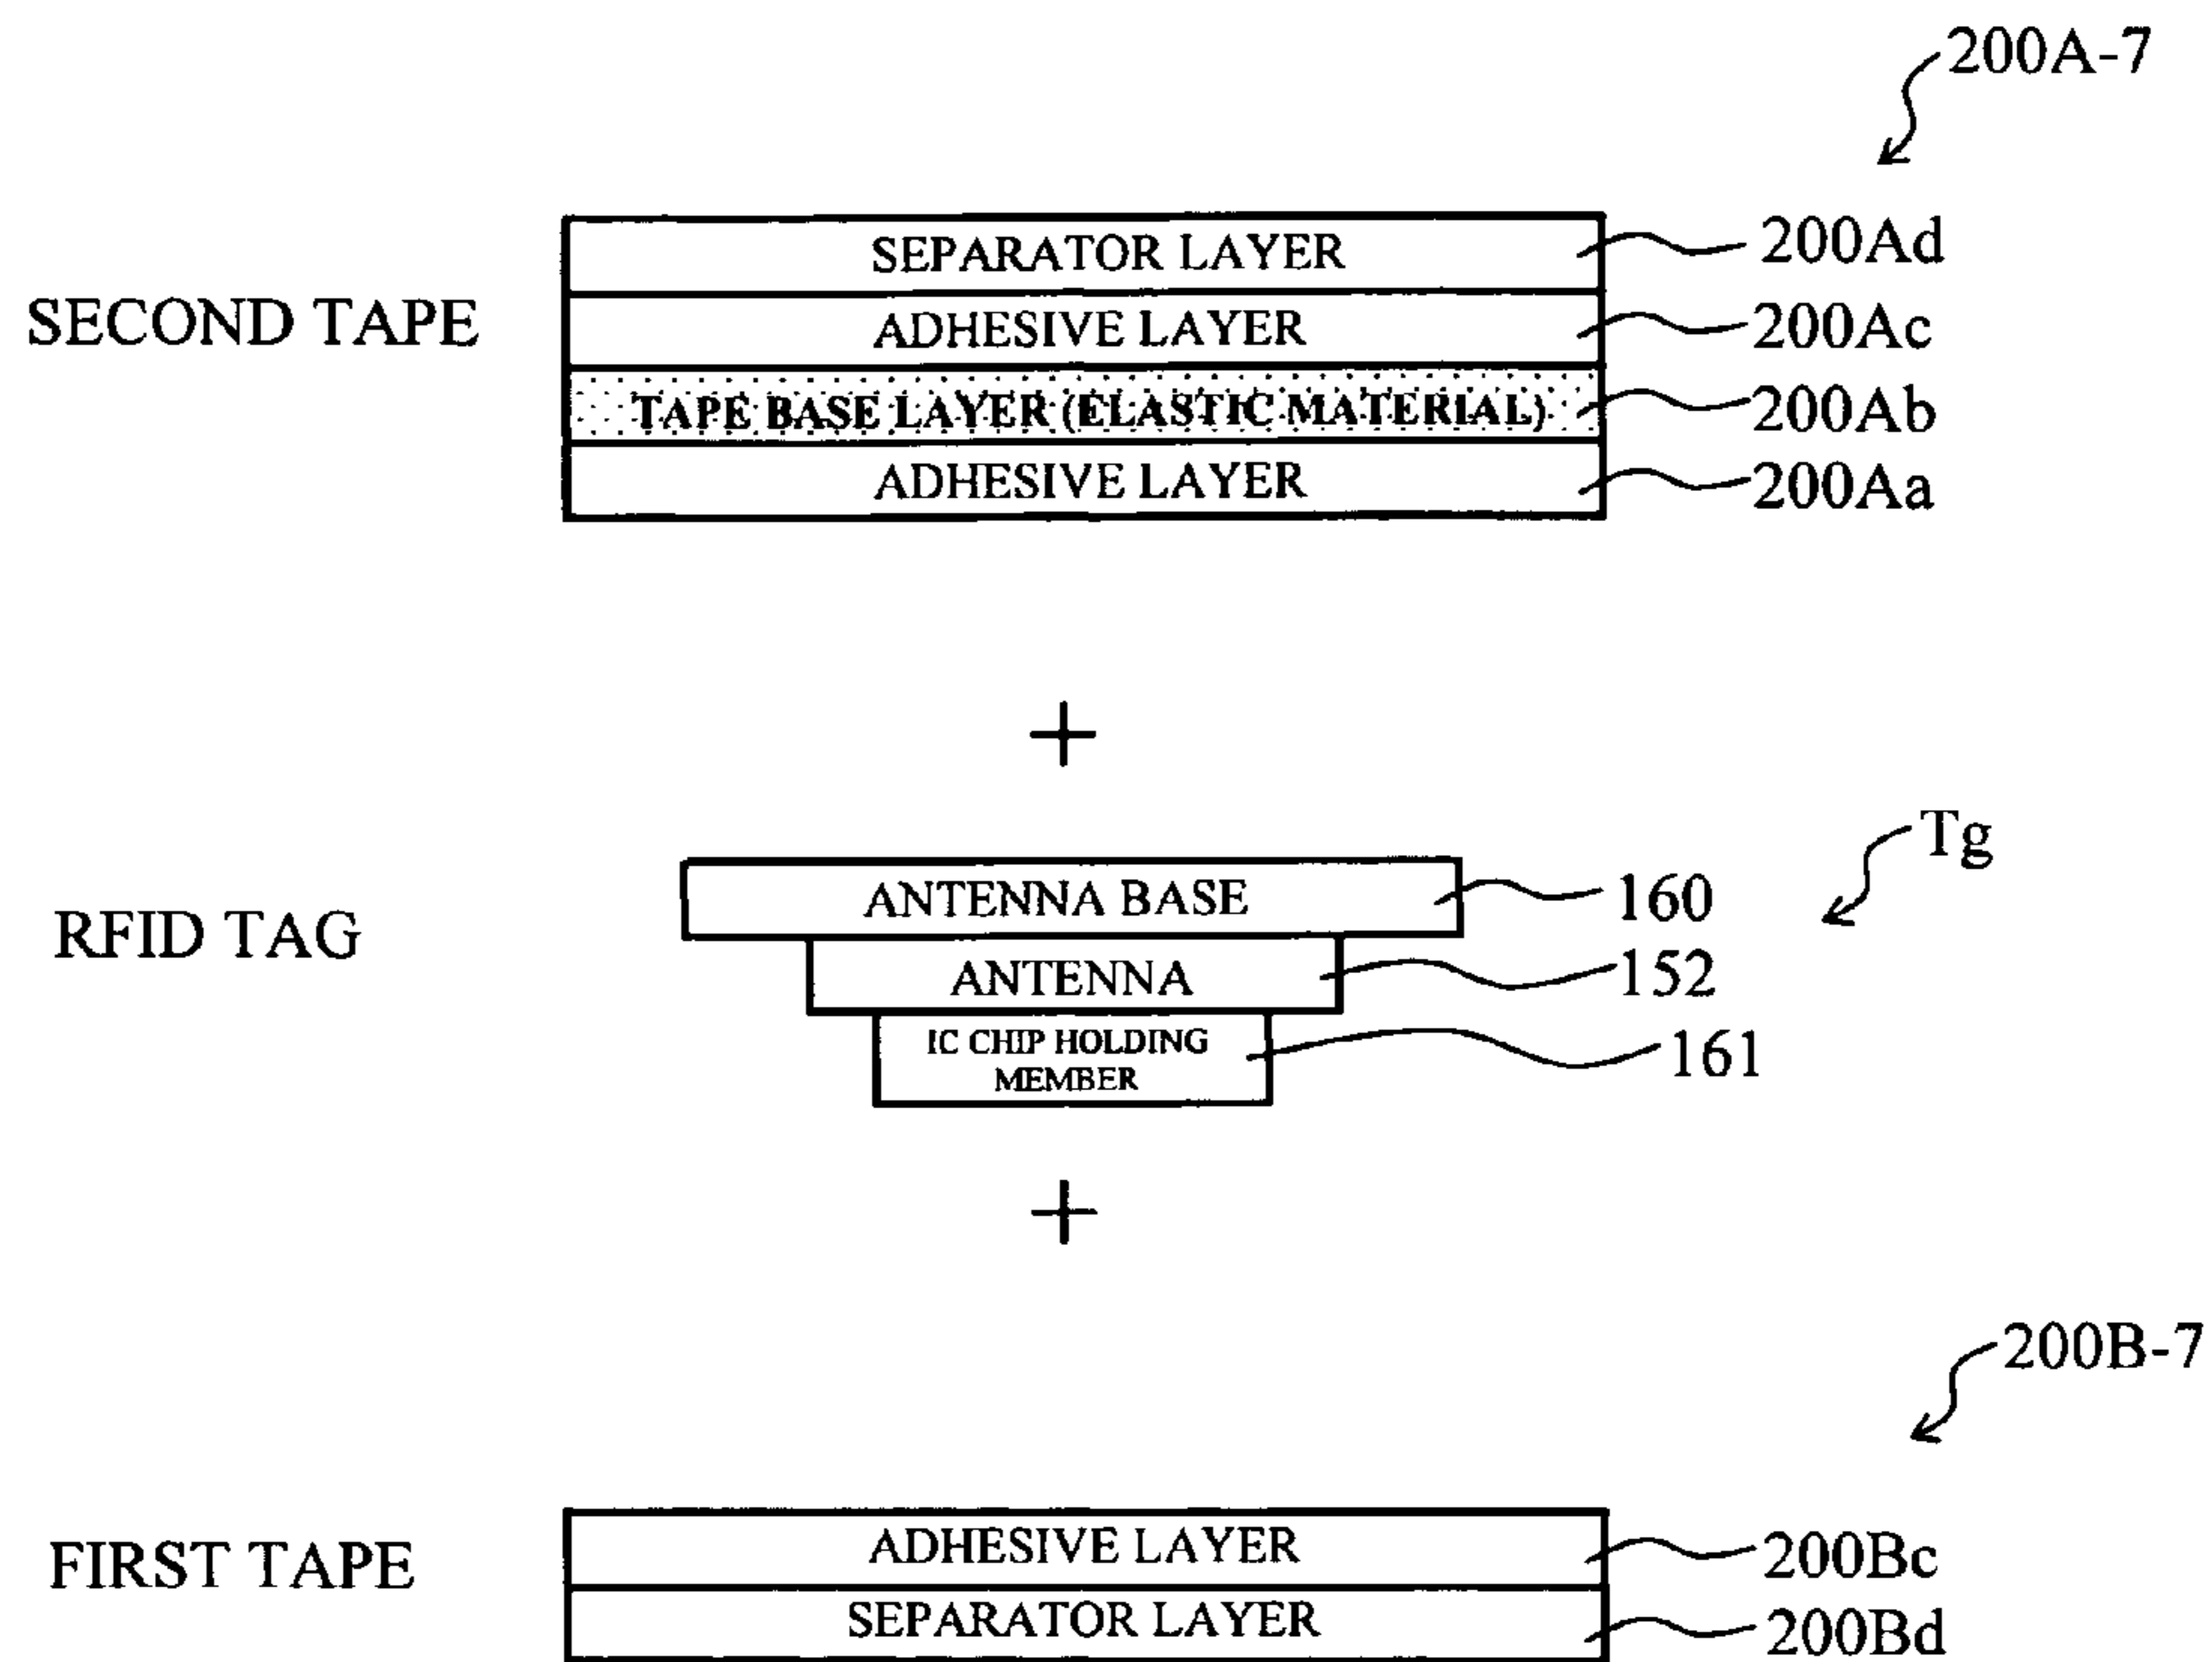 200A-7
SEPARATOR LAYER 200Ad
SECOND TAPE
ADHESIVE LAYER 200Ac
TAPE BASE LAYER (ELASTIC MATERIAL) 200Ab
ADHESIVE LAYER 200Aa
+
Tg
ANTENNA BASE 160
RFID TAG
ANTENNA 152
IC CHIP HOLDING
MEMBER
161
+
200B-7
ADHESIVE LAYER 200Bc
FIRST TAPE
SEPARATOR LAYER 200Bd